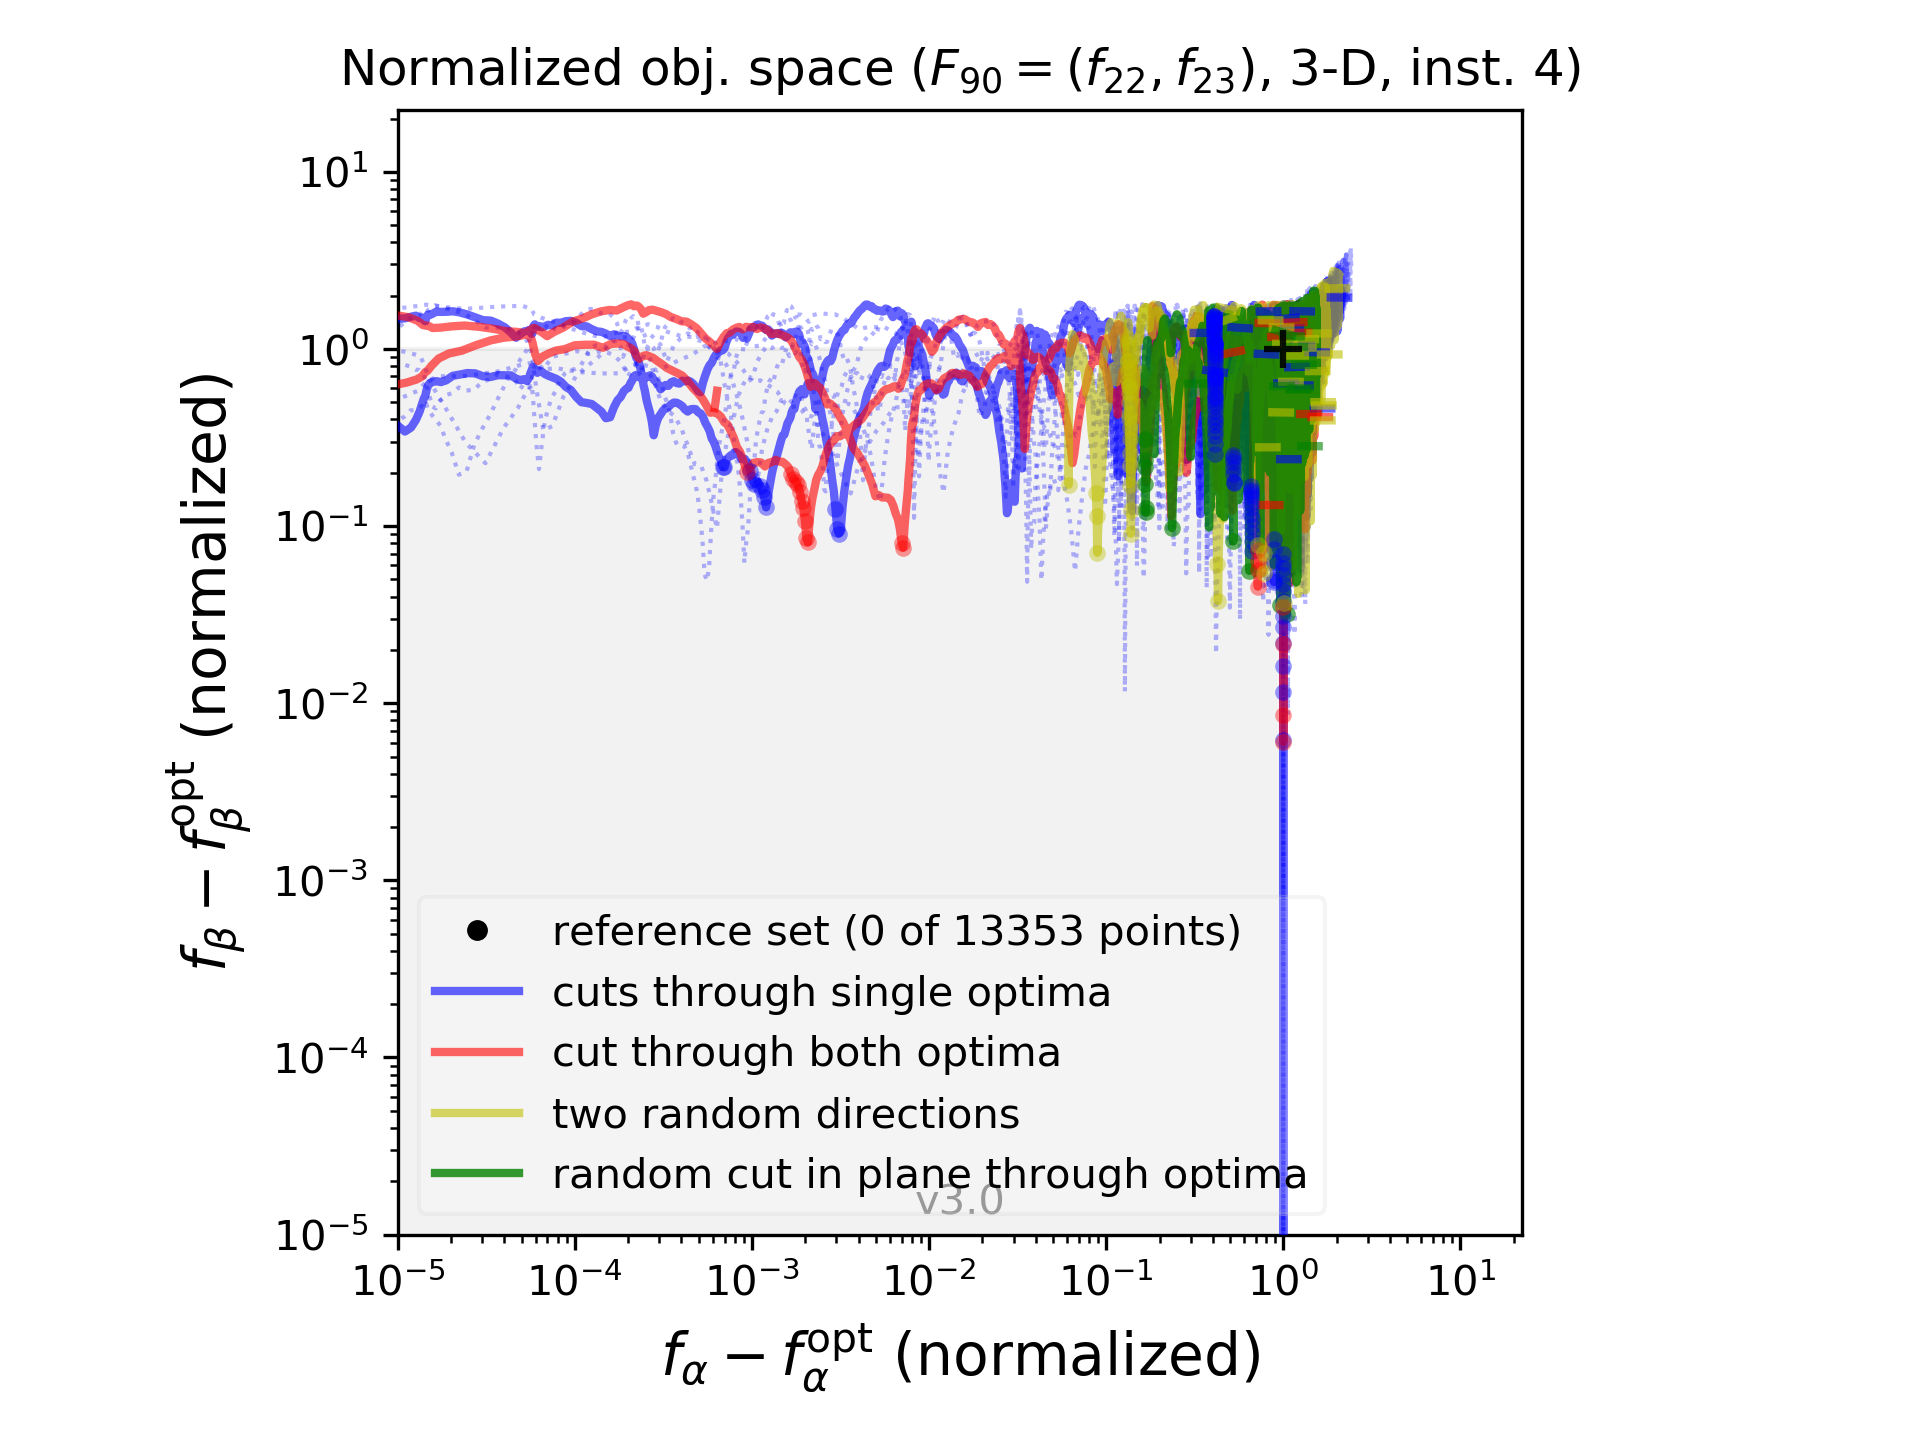 Normalized obj. space (F₉₀ = (f₂₂, f₂₃), 3-D, inst. 4)
10¹
10⁰
10⁻¹
10⁻²
10⁻³
10⁻⁴
10⁻⁵
f_β − f_β^opt (normalized)
reference set (0 of 13353 points)
cuts through single optima
cut through both optima
two random directions
random cut in plane through optima
v3.0
10⁻⁵ 10⁻⁴ 10⁻³ 10⁻² 10⁻¹ 10⁰ 10¹
f_α − f_α^opt (normalized)